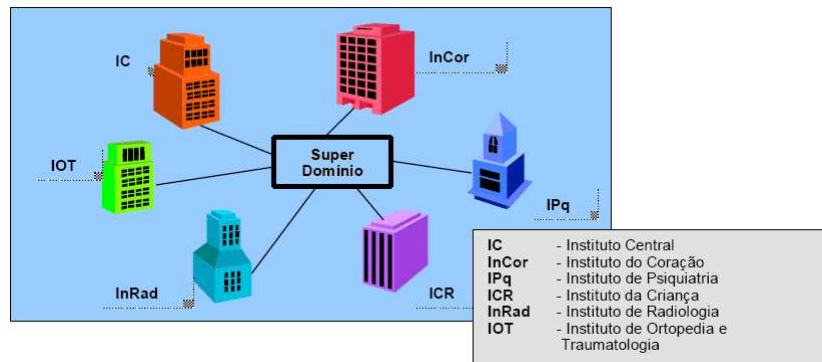 IC
InCor
Super
Domínio
IOT
IPq
InRad
ICR
IC - Instituto Central
InCor - Instituto do Coração
IPq - Instituto de Psiquiatria
ICR - Instituto da Criança
InRad - Instituto de Radiologia
IOT - Instituto de Ortopedia e
Traumatologia